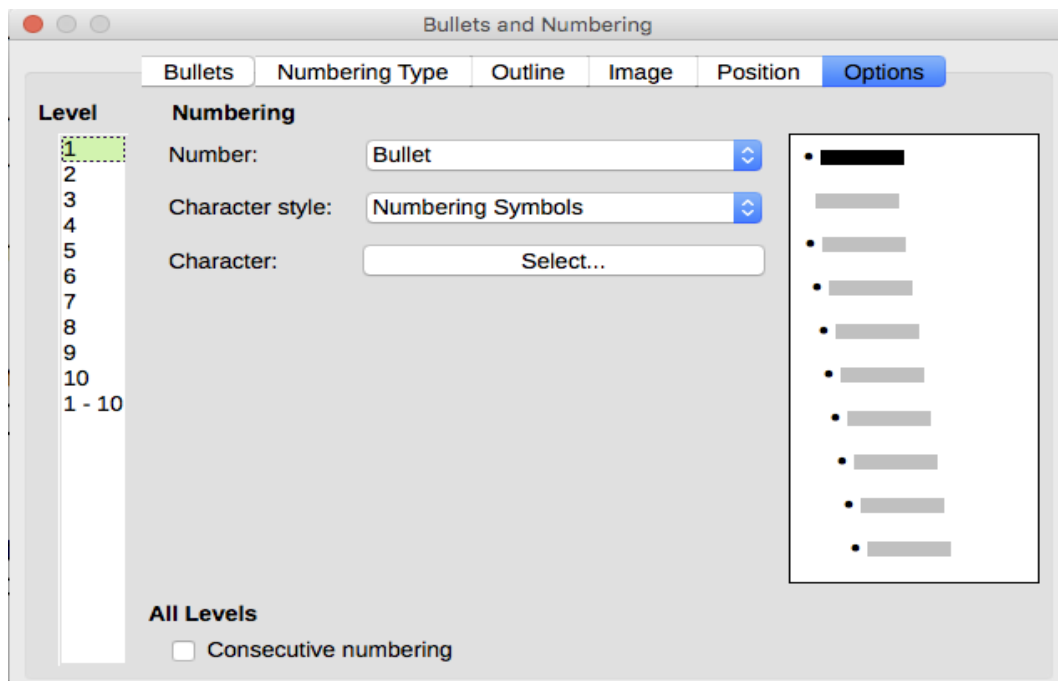 Bullets and Numbering
Bullets Numbering Type Outline Image Position Options
Level
1
2
3
4
5
6
7
8
9
10
1 - 10
Numbering
Number: Bullet
Character style: Numbering Symbols
Character: Select...
All Levels
Consecutive numbering